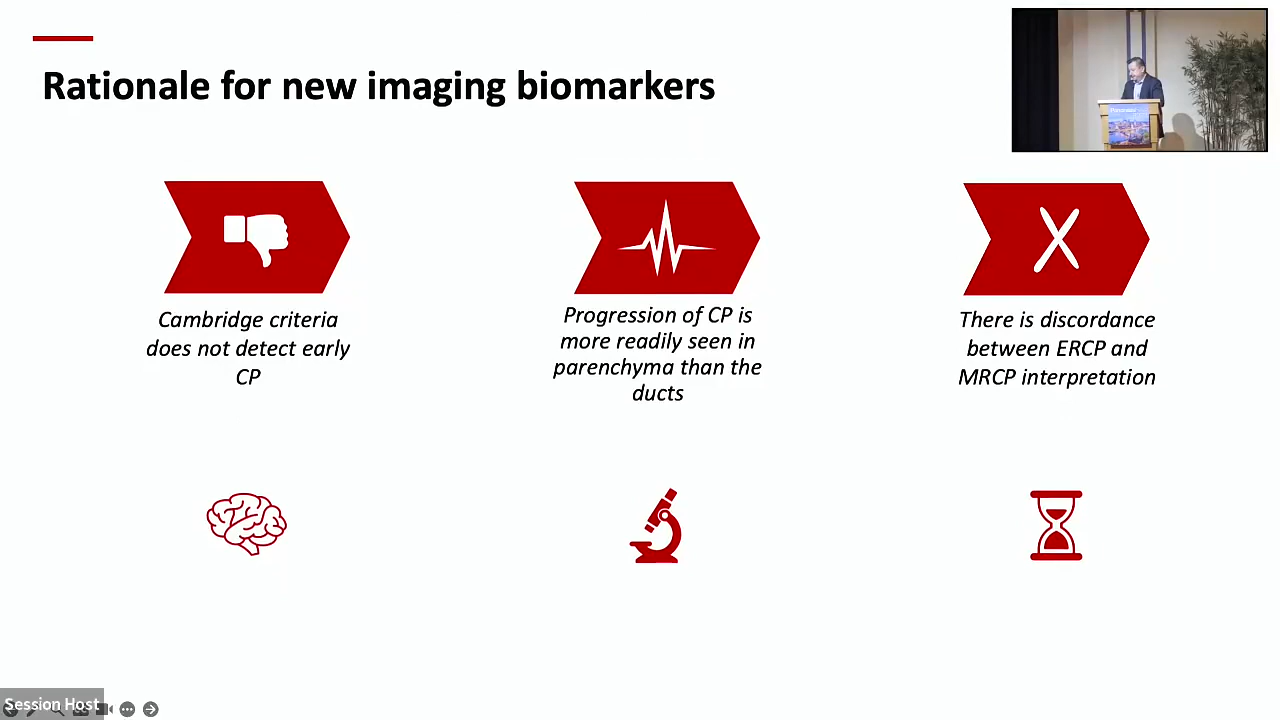 Rationale for new imaging biomarkers
Cambridge criteria
does not detect early
CP
Progression of CP is
more readily seen in
parenchyma than the
ducts
There is discordance
between ERCP and
MRCP interpretation
Session Host